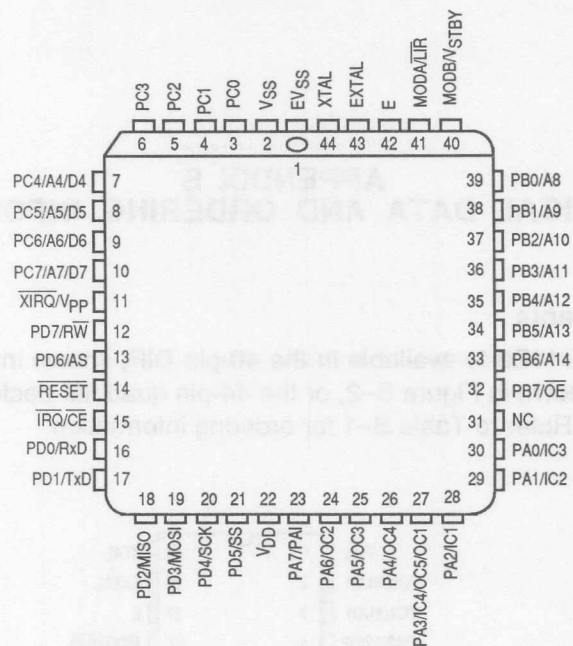 PC3 PC2 PC1 PC0 VSS EVSS XTAL EXTAL E MODA/LIR MODB/VSTBY
6 5 4 3 2 1 44 43 42 41 40
PC4/A4/D4 7 39 PB0/A8
PC5/A5/D5 8 38 PB1/A9
PC6/A6/D6 9 37 PB2/A10
PC7/A7/D7 10 36 PB3/A11
XIRQ/VPP 11 35 PB4/A12
PD7/RW 12 34 PB5/A13
PD6/AS 13 33 PB6/A14
RESET 14 32 PB7/OE
IRQ/CE 15 31 NC
PD0/RxD 16 30 PA0/IC3
PD1/TxD 17 29 PA1/IC2
18 19 20 21 22 23 24 25 26 27 28
PD2/MISO PD3/MOSI PD4/SCK PD5/SS VDD PA7/PAI PA6/OC2 PA5/OC3 PA4/OC4 PA3/IC4/OC5/OC1 PA2/IC1